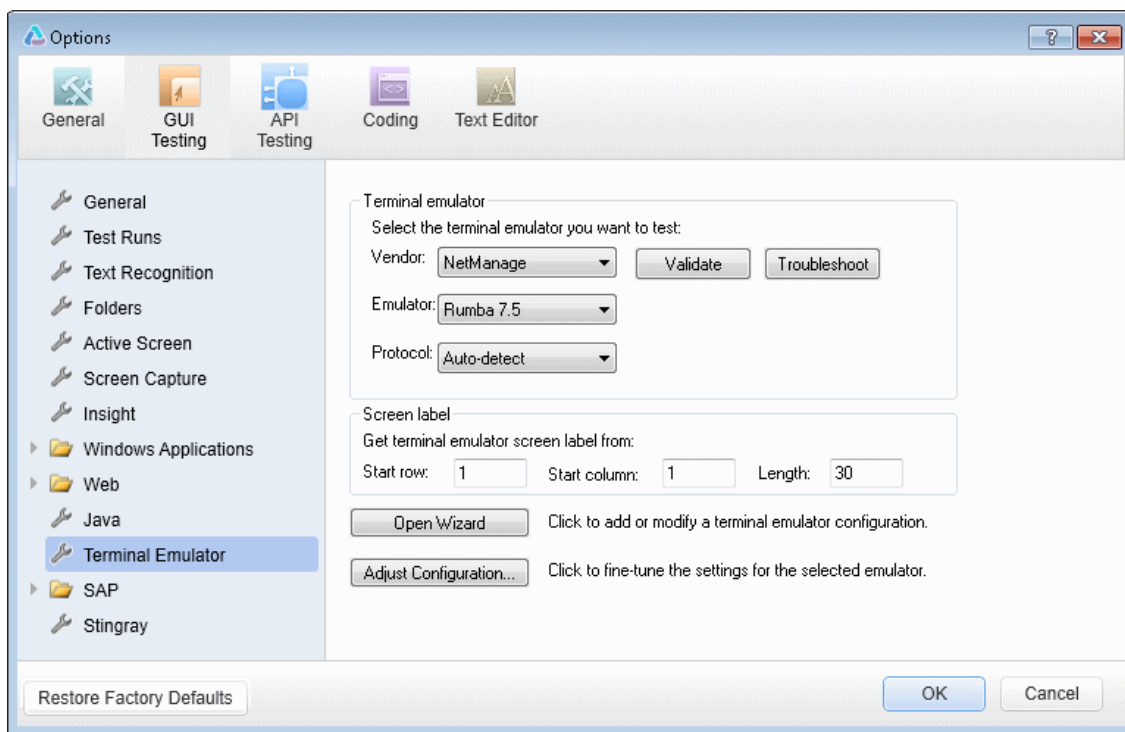 Options
General
GUI
Testing
API
Testing
Coding
Text Editor
General
Test Runs
Text Recognition
Folders
Active Screen
Screen Capture
Insight
Windows Applications
Web
Java
Terminal Emulator
SAP
Stingray
Terminal emulator
Select the terminal emulator you want to test:
Vendor: NetManage Validate Troubleshoot
Emulator: Rumba 7.5
Protocol: Auto-detect
Screen label
Get terminal emulator screen label from:
Start row: 1 Start column: 1 Length: 30
Open Wizard Click to add or modify a terminal emulator configuration.
Adjust Configuration... Click to fine-tune the settings for the selected emulator.
Restore Factory Defaults OK Cancel